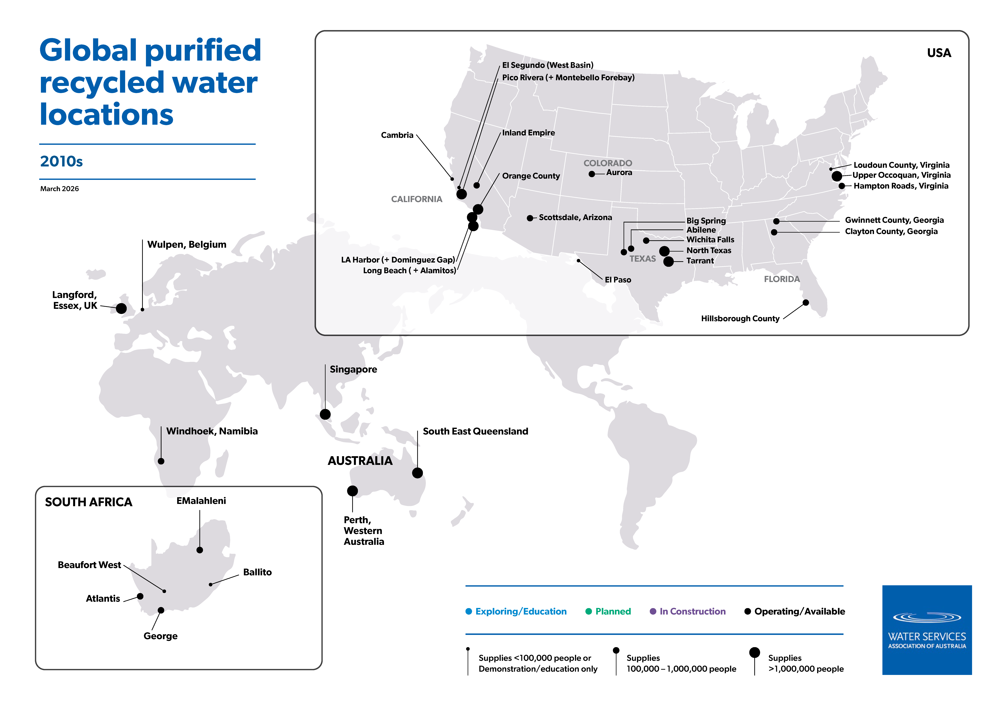 Global purified
recycled water
locations
2010s
March 2026
USA
El Segundo (West Basin)
Pico Rivera (+ Montebello Forebay)
Cambria
Inland Empire
Orange County
CALIFORNIA
COLORADO
Aurora
Scottsdale, Arizona
LA Harbor (+ Dominguez Gap)
Long Beach ( + Alamitos)
Big Spring
Abilene
Wichita Falls
North Texas
Tarrant
TEXAS
El Paso
Loudoun County, Virginia
Upper Occoquan, Virginia
Hampton Roads, Virginia
Gwinnett County, Georgia
Clayton County, Georgia
FLORIDA
Hillsborough County
Wulpen, Belgium
Langford,
Essex, UK
Singapore
Windhoek, Namibia
South East Queensland
AUSTRALIA
Perth,
Western
Australia
SOUTH AFRICA
EMalahleni
Beaufort West
Ballito
Atlantis
George
Exploring/Education
Planned
In Construction
Operating/Available
Supplies <100,000 people or
Demonstration/education only
Supplies
100,000 – 1,000,000 people
Supplies
>1,000,000 people
WATER SERVICES
ASSOCIATION OF AUSTRALIA